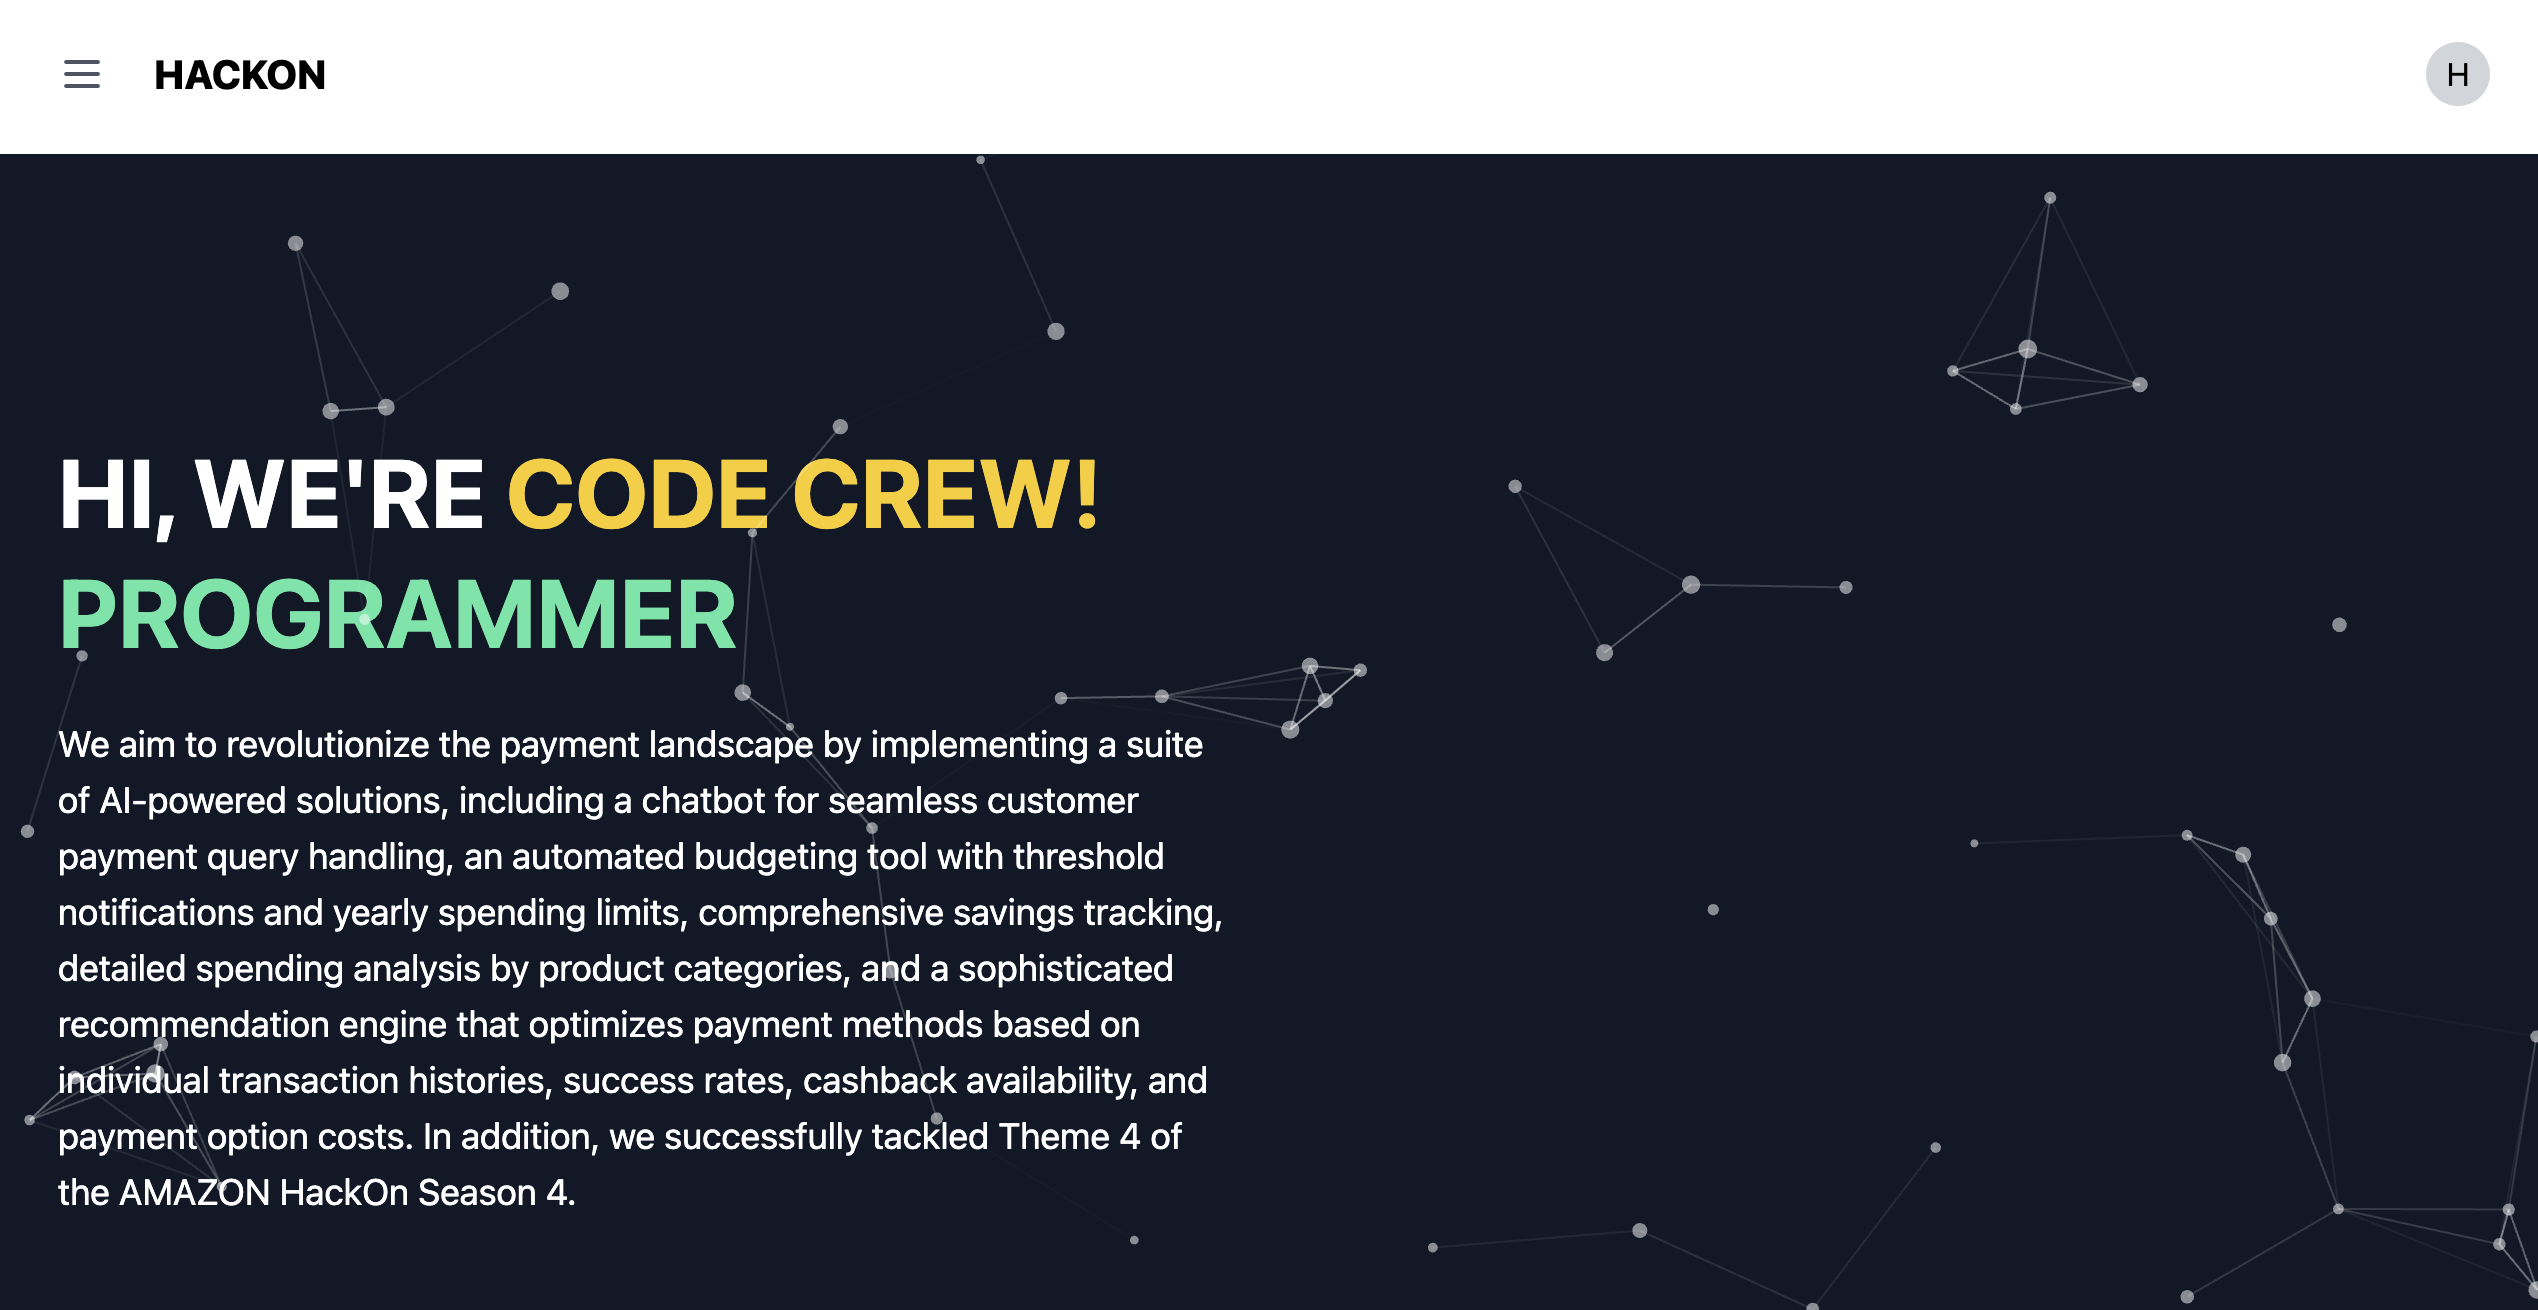 HACKON
H
HI, WE'RE CODE CREW!
PROGRAMMER
We aim to revolutionize the payment landscape by implementing a suite
of AI-powered solutions, including a chatbot for seamless customer
payment query handling, an automated budgeting tool with threshold
notifications and yearly spending limits, comprehensive savings tracking,
detailed spending analysis by product categories, and a sophisticated
recommendation engine that optimizes payment methods based on
individual transaction histories, success rates, cashback availability, and
payment option costs. In addition, we successfully tackled Theme 4 of
the AMAZON HackOn Season 4.